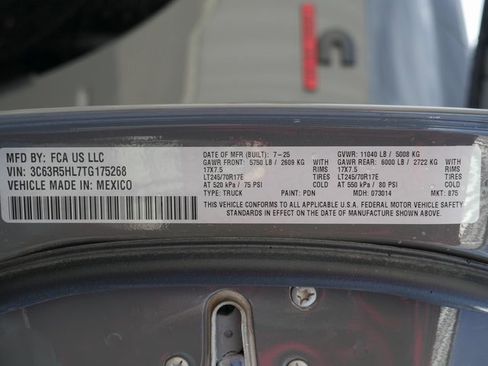 MFD BY: FCA US LLC
VIN: 3C63R5HL7TG175268
VEHICLE MADE IN: MEXICO
DATE OF MFR (BUILT): 7-25 GVWR: 11040 LB / 5008 KG
GAWR FRONT: 5750 LB / 2609 KG GAWR REAR: 6000 LB / 2722 KG
17X7.5 RIMS 17X7.5 RIMS
LT245/70R17E TIRES LT245/70R17E TIRES
AT 520 kPa / 75 PSI AT 550 kPa / 80 PSI
TYPE: TRUCK PAINT: PDN MDH: 073014 MKT: 875
THIS VEHICLE CONFORMS TO ALL APPLICABLE U.S.A. FEDERAL MOTOR VEHICLE SAFETY
STANDARDS IN EFFECT ON THE DATE OF MANUFACTURE SHOWN ABOVE.